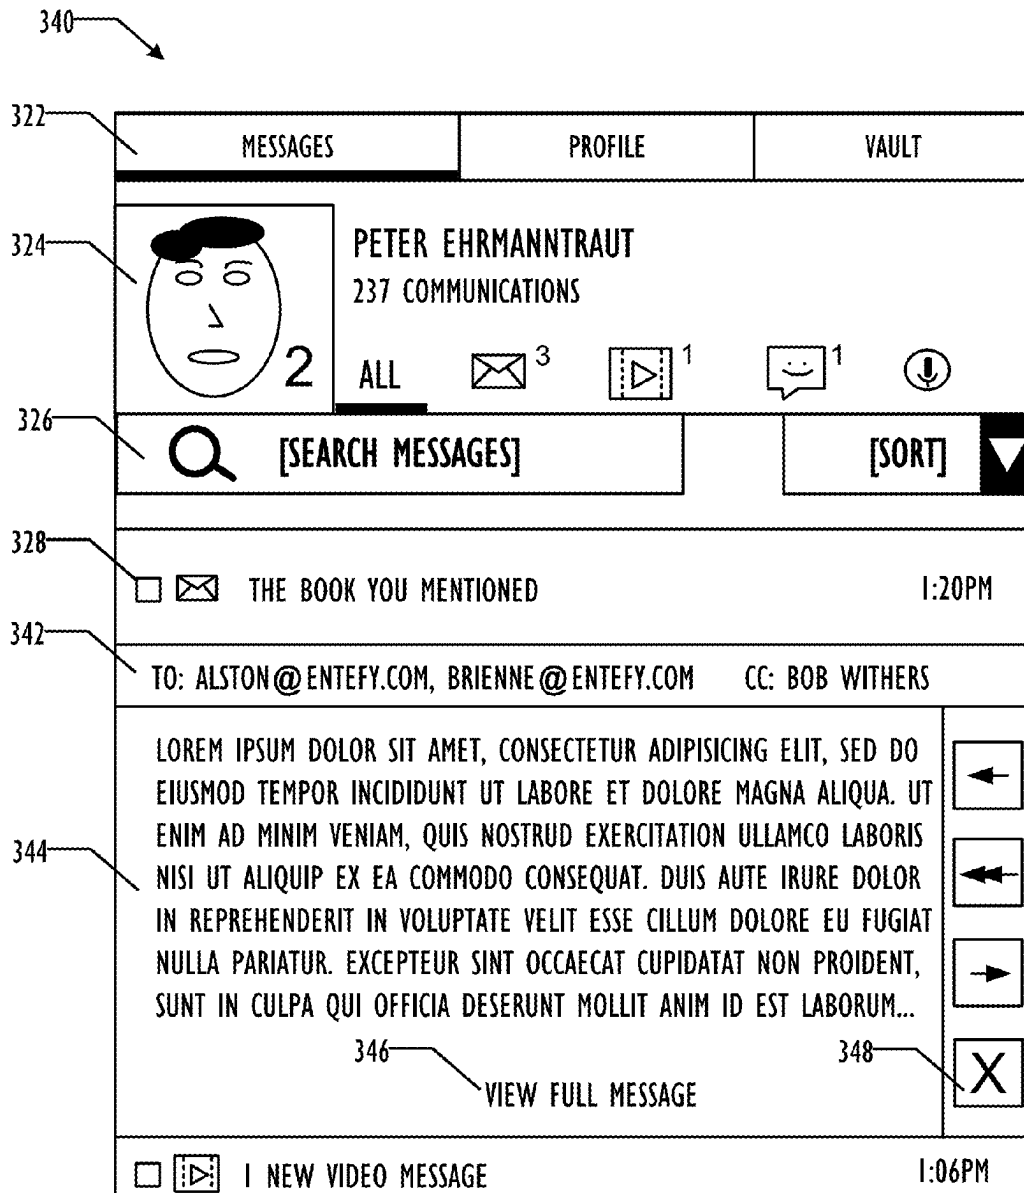 340
322
MESSAGES PROFILE VAULT
324
PETER EHRMANNTRAUT
237 COMMUNICATIONS
2 ALL 3 1 1
326
[SEARCH MESSAGES] [SORT]
328
THE BOOK YOU MENTIONED 1:20PM
342
TO: ALSTON@ENTEFY.COM, BRIENNE@ENTEFY.COM CC: BOB WITHERS
LOREM IPSUM DOLOR SIT AMET, CONSECTETUR ADIPISICING ELIT, SED DO
EIUSMOD TEMPOR INCIDIDUNT UT LABORE ET DOLORE MAGNA ALIQUA. UT
ENIM AD MINIM VENIAM, QUIS NOSTRUD EXERCITATION ULLAMCO LABORIS
344
NISI UT ALIQUIP EX EA COMMODO CONSEQUAT. DUIS AUTE IRURE DOLOR
IN REPREHENDERIT IN VOLUPTATE VELIT ESSE CILLUM DOLORE EU FUGIAT
NULLA PARIATUR. EXCEPTEUR SINT OCCAECAT CUPIDATAT NON PROIDENT,
SUNT IN CULPA QUI OFFICIA DESERUNT MOLLIT ANIM ID EST LABORUM...
346 348
VIEW FULL MESSAGE X
1 NEW VIDEO MESSAGE 1:06PM